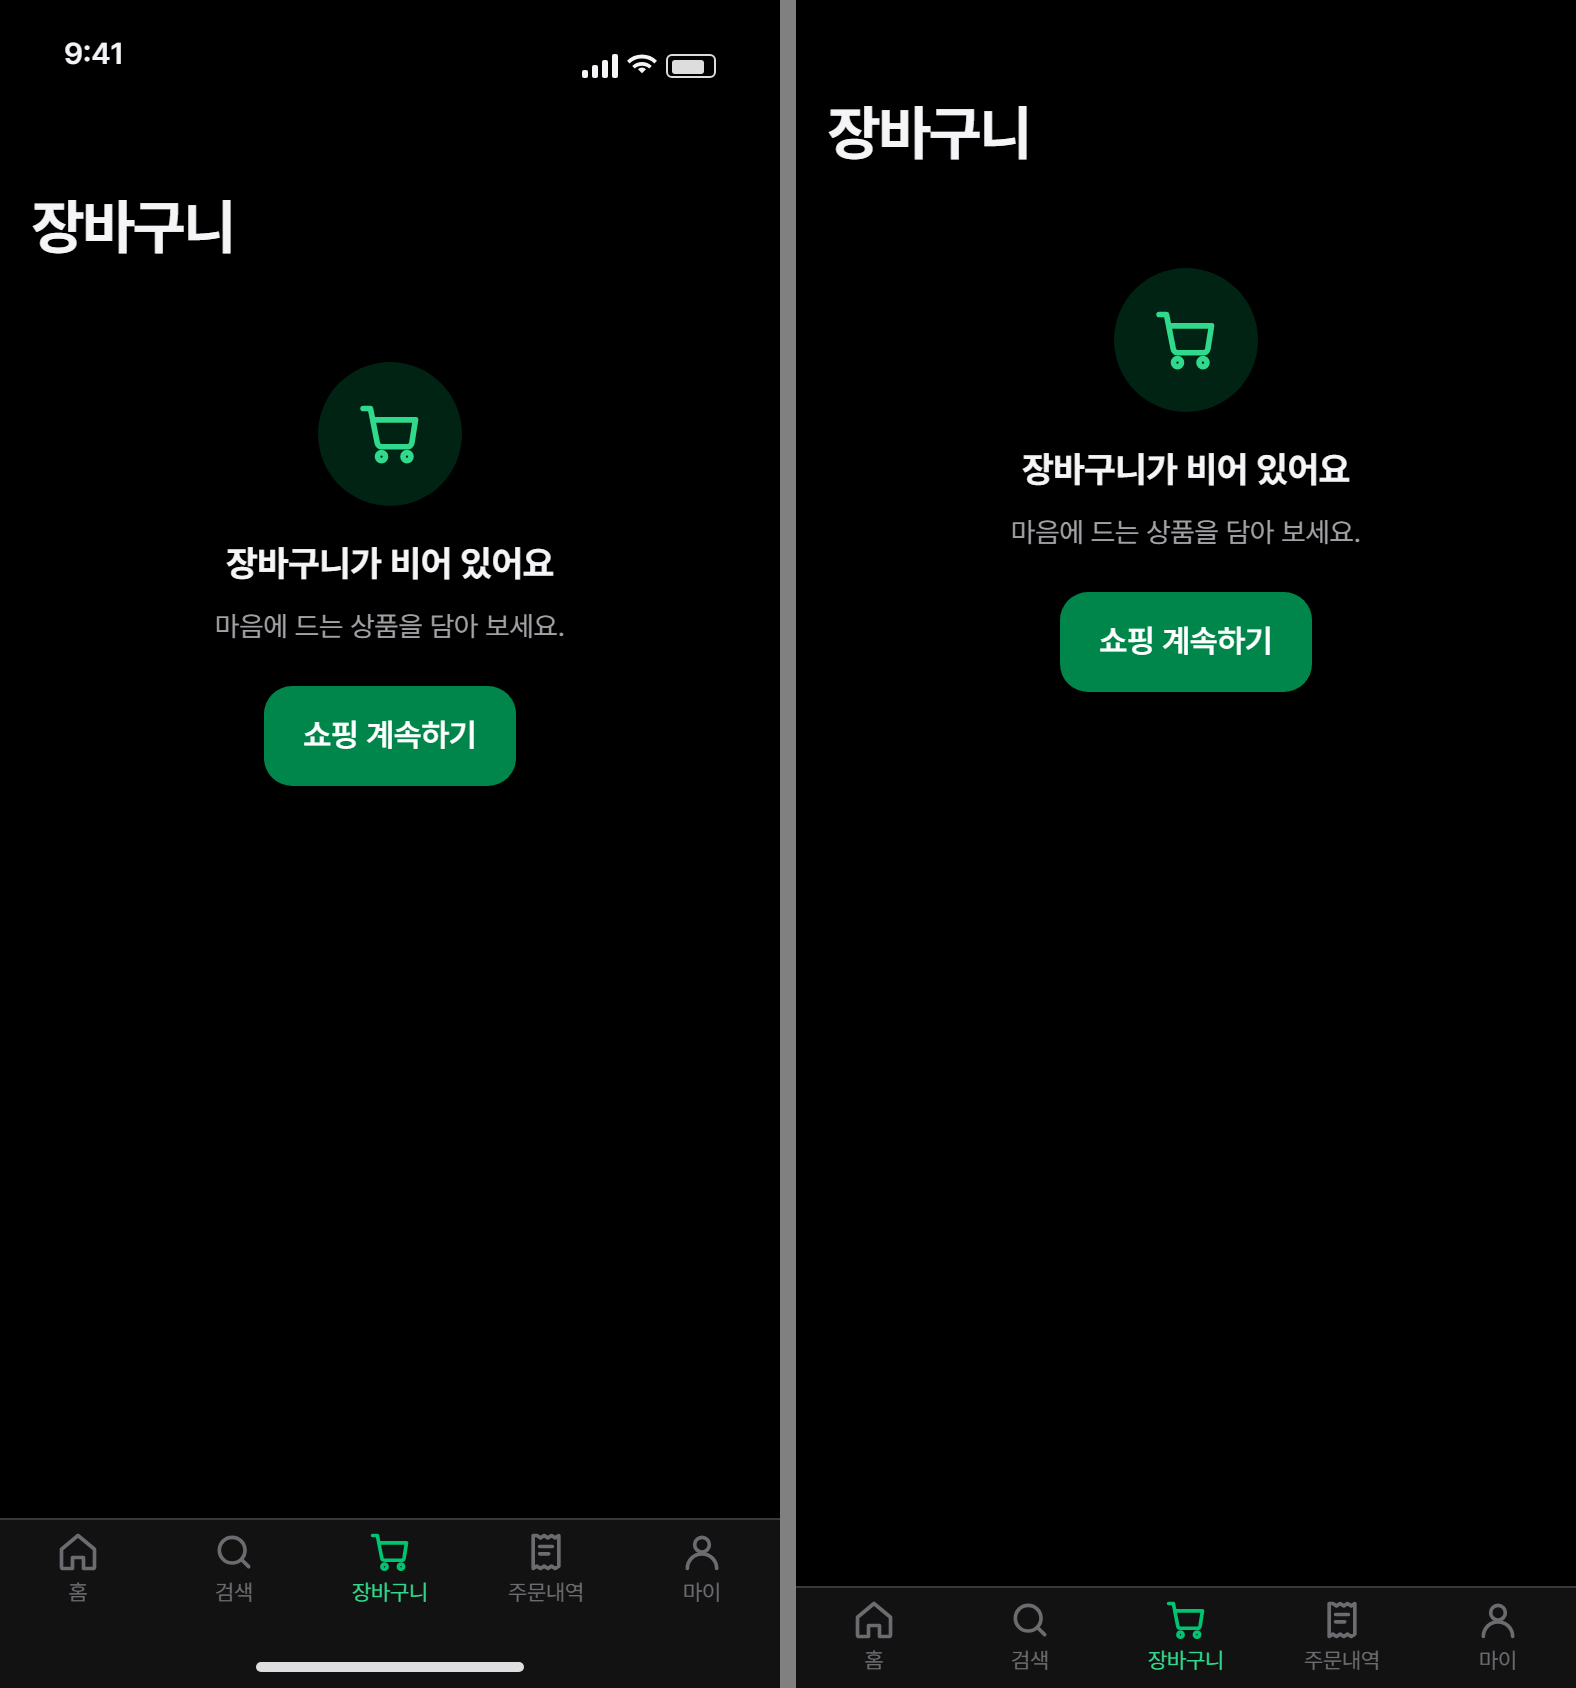 9:41
장바구니
장바구니가 비어 있어요
마음에 드는 상품을 담아 보세요.
쇼핑 계속하기
홈
검색
장바구니
주문내역
마이
장바구니
장바구니가 비어 있어요
마음에 드는 상품을 담아 보세요.
쇼핑 계속하기
홈
검색
장바구니
주문내역
마이